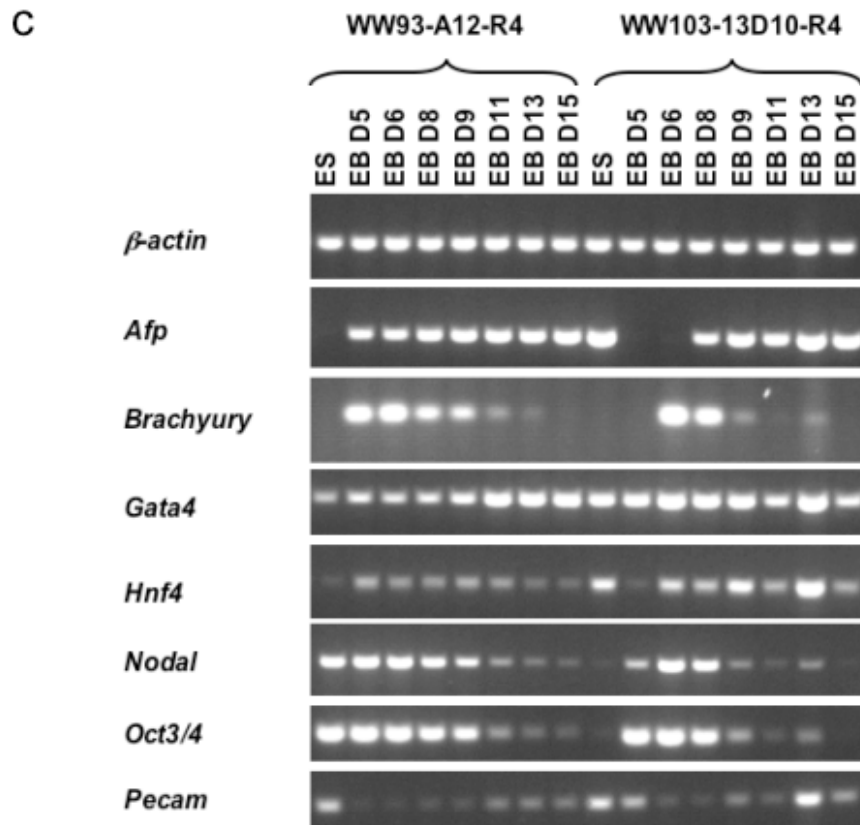 C
WW93-A12-R4 WW103-13D10-R4
ES EB D5 EB D6 EB D8 EB D9 EB D11 EB D13 EB D15 ES EB D5 EB D6 EB D8 EB D9 EB D11 EB D13 EB D15
β-actin
Afp
Brachyury
Gata4
Hnf4
Nodal
Oct3/4
Pecam